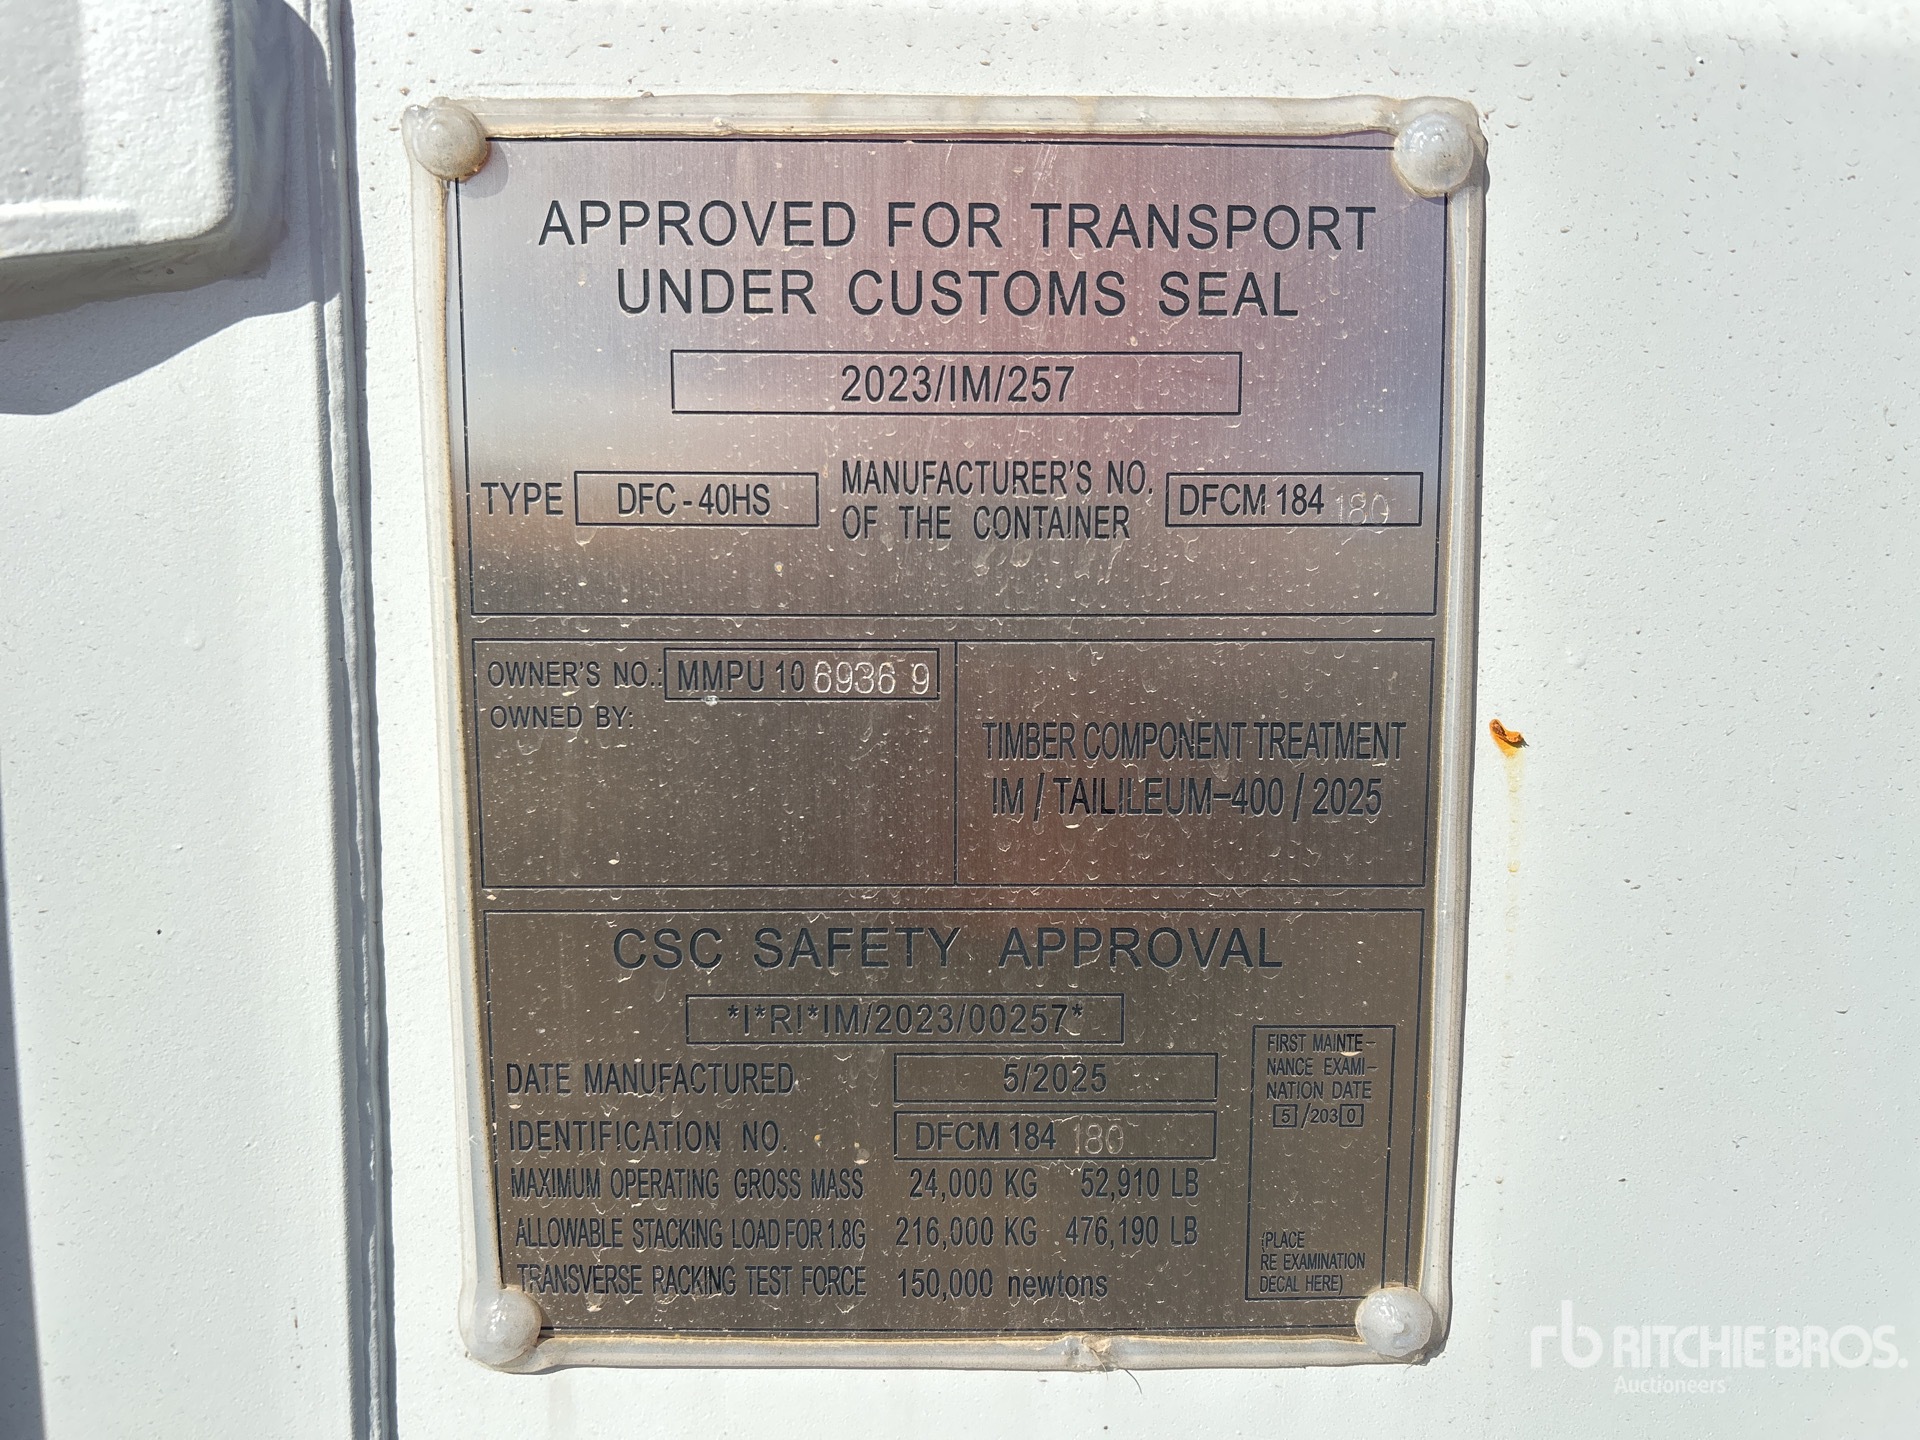 APPROVED FOR TRANSPORT
UNDER CUSTOMS SEAL
2023/IM/257
TYPE DFC-40HS MANUFACTURER'S NO. OF THE CONTAINER DFCM 184 180
OWNER'S NO.: MMPU 10 6936 9
OWNED BY:
TIMBER COMPONENT TREATMENT
IM / TAILILEUM-400 / 2025
CSC SAFETY APPROVAL
*I*RI*IM/2023/00257*
DATE MANUFACTURED 5/2025
IDENTIFICATION NO. DFCM 184 180
MAXIMUM OPERATING GROSS MASS 24,000 KG 52,910 LB
ALLOWABLE STACKING LOAD FOR 1.8G 216,000 KG 476,190 LB
TRANSVERSE RACKING TEST FORCE 150,000 newtons
FIRST MAINTE-
NANCE EXAMI-
NATION DATE
5/2030
(PLACE
RE EXAMINATION
DECAL HERE)
rb RITCHIE BROS.
Auctioneers